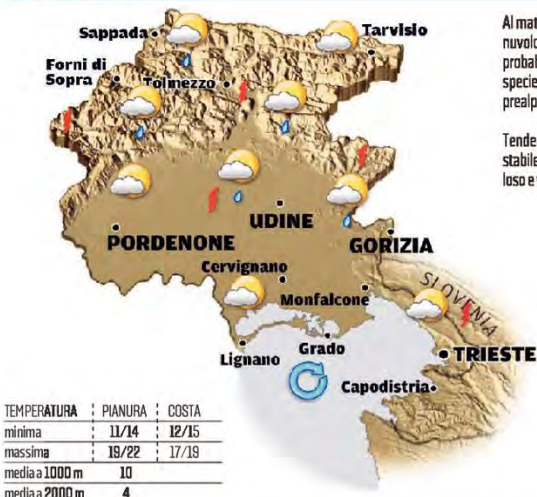 Sappada
Tarvisio
Forni di
Sopra
Tolmezzo
UDINE
PORDENONE
GORIZIA
Cervignano
Monfalcone
SLOVENIA
Lignano
Grado
TRIESTE
Capodistria
Al mat
nuvolo
probal
specie
prealp
Tende
stabile
loso e
TEMPERATURA PIANURA COSTA
minima 11/14 12/15
massima 19/22 17/19
media a 1000 m 10
media a 2000 m 4